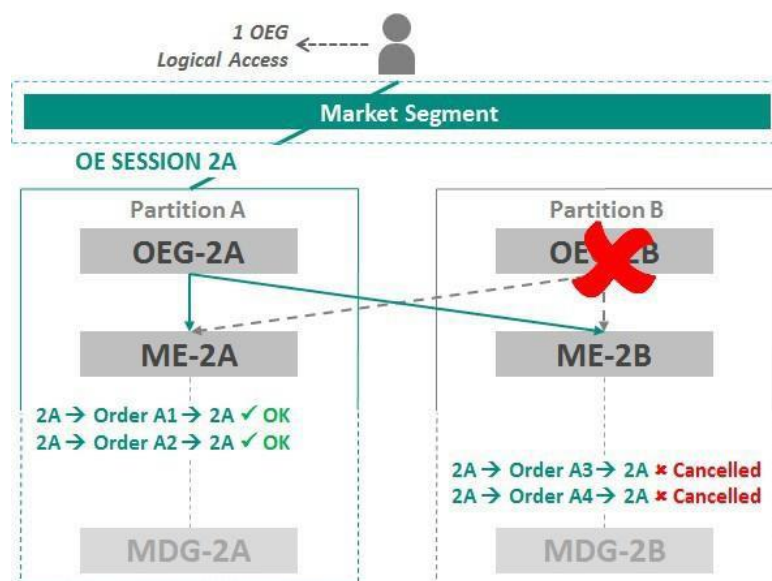 1 OEG
Logical Access
Market Segment
OE SESSION 2A
Partition A
Partition B
OEG-2A
ME-2A
ME-2B
2A → Order A1 → 2A ✓ OK
2A → Order A2 → 2A ✓ OK
2A → Order A3 → 2A ✖ Cancelled
2A → Order A4 → 2A ✖ Cancelled
MDG-2A
MDG-2B